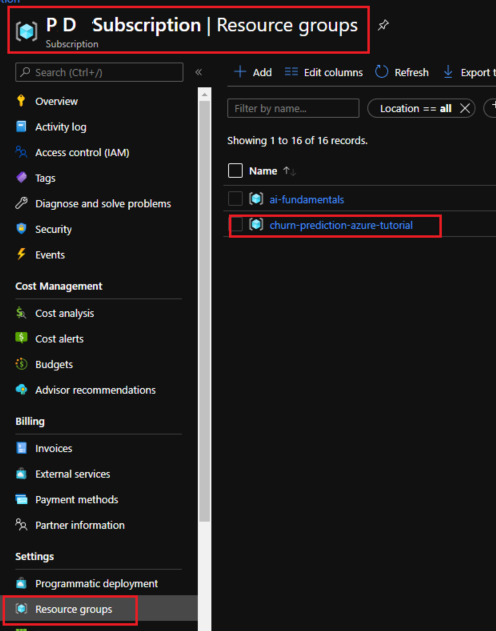 P D Subscription | Resource groups
Subscription
Search (Ctrl+/)
«
Overview
Activity log
Access control (IAM)
Tags
Diagnose and solve problems
Security
Events
Cost Management
Cost analysis
Cost alerts
Budgets
Advisor recommendations
Billing
Invoices
External services
Payment methods
Partner information
Settings
Programmatic deployment
Resource groups
Add
Edit columns
Refresh
Export t
Filter by name...
Location == all
Showing 1 to 16 of 16 records.
Name
ai-fundamentals
churn-prediction-azure-tutorial